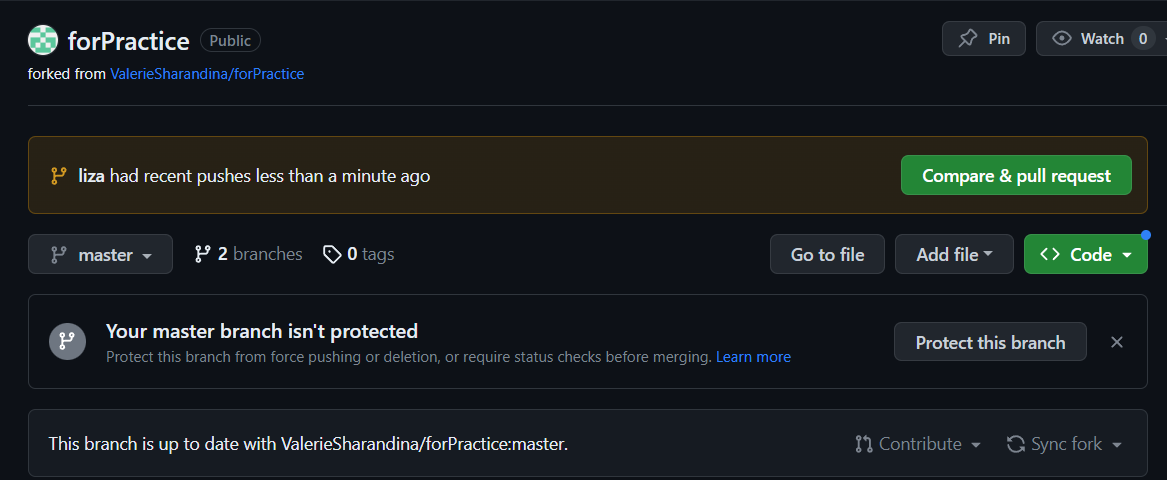 forPractice Public Pin Watch 0
forked from ValerieSharandina/forPractice
liza had recent pushes less than a minute ago Compare & pull request
master 2 branches 0 tags Go to file Add file Code
Your master branch isn't protected
Protect this branch from force pushing or deletion, or require status checks before merging. Learn more
Protect this branch
This branch is up to date with ValerieSharandina/forPractice:master. Contribute Sync fork